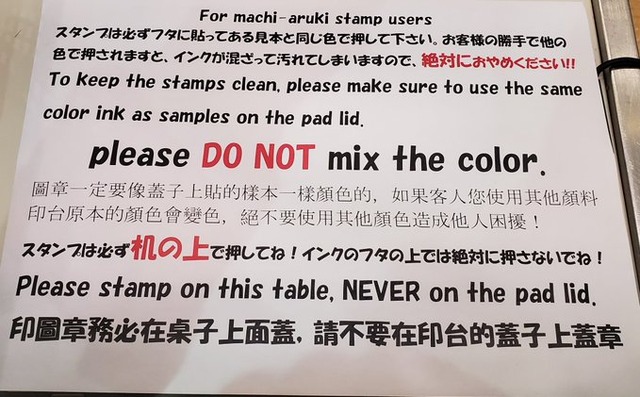 For machi-aruki stamp users
スタンプは必ずフタに貼ってある見本と同じ色で押して下さい。お客様の勝手で他の
色で押されますと、インクが混ざって汚れてしまいますので、絶対におやめください!!
To keep the stamps clean, please make sure to use the same
color ink as samples on the pad lid.
please DO NOT mix the color.
圖章一定要像蓋子上貼的樣本一樣顏色的，如果客人您使用其他顏料
印台原本的顏色會變色，絕不要使用其他顏色造成他人困擾！
スタンプは必ず机の上で押してね！インクのフタの上では絶対に押さないでね！
Please stamp on this table, NEVER on the pad lid.
印圖章務必在桌子上面蓋，請不要在印台的蓋子上蓋章